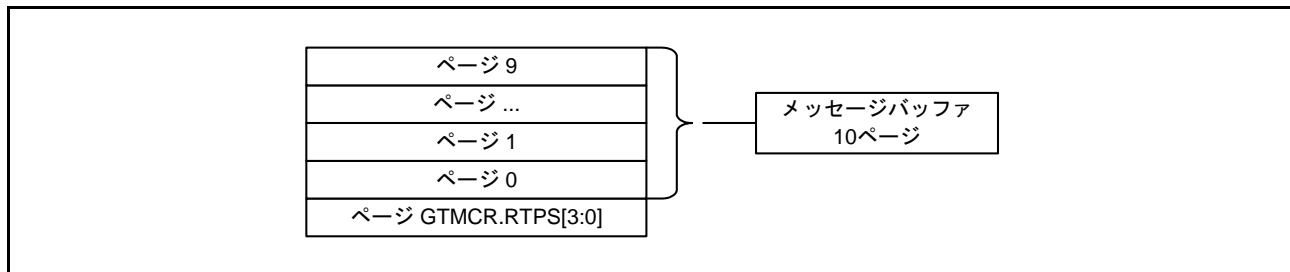 ページ 9
ページ ...
ページ 1
ページ 0
ページ GTMCR.RTPS[3:0]
メッセージバッファ
10ページ